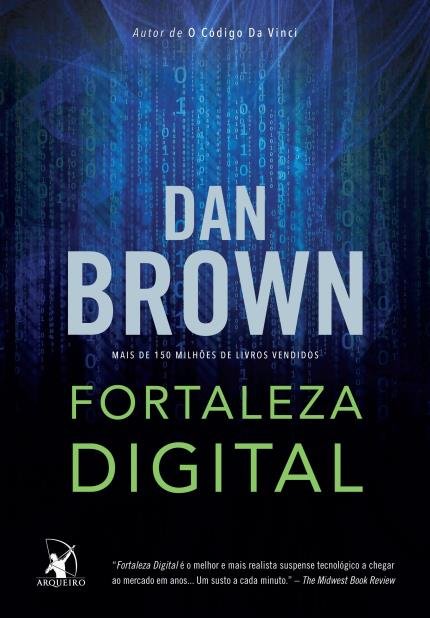 Autor de O Código Da Vinci
DAN
BROWN
MAIS DE 150 MILHÕES DE LIVROS VENDIDOS
FORTALEZA
DIGITAL
ARQUEIRO
“Fortaleza Digital é o melhor e mais realista suspense tecnológico a chegar
ao mercado em anos... Um susto a cada minuto.” – The Midwest Book Review